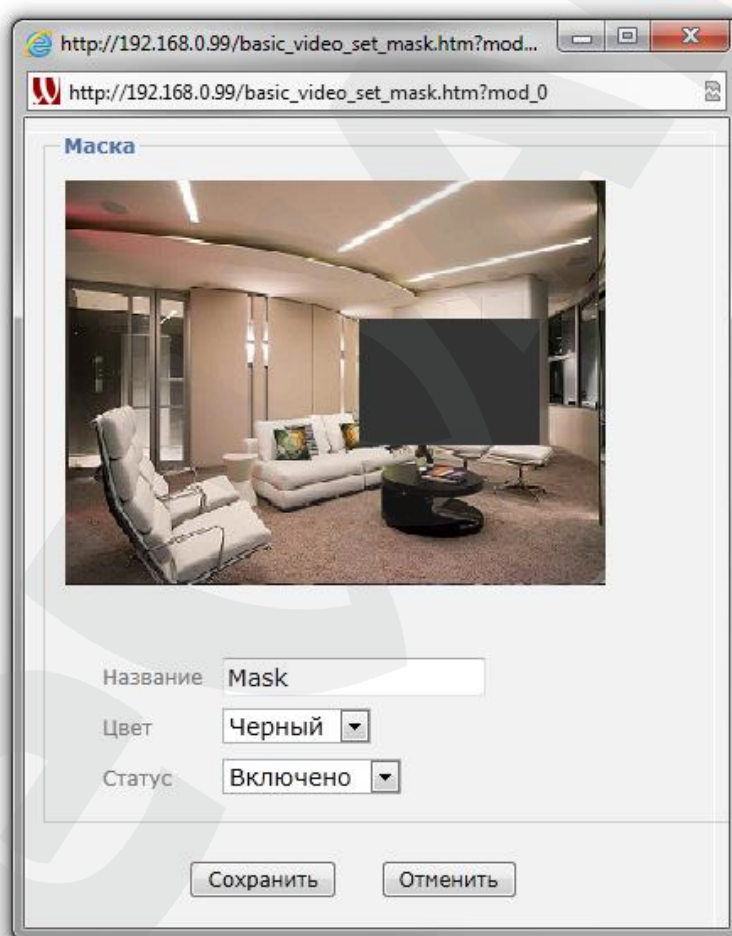 http://192.168.0.99/basic_video_set_mask.htm?mod...
http://192.168.0.99/basic_video_set_mask.htm?mod_0
Маска
Название Mask
Цвет Черный
Статус Включено
Сохранить Отменить